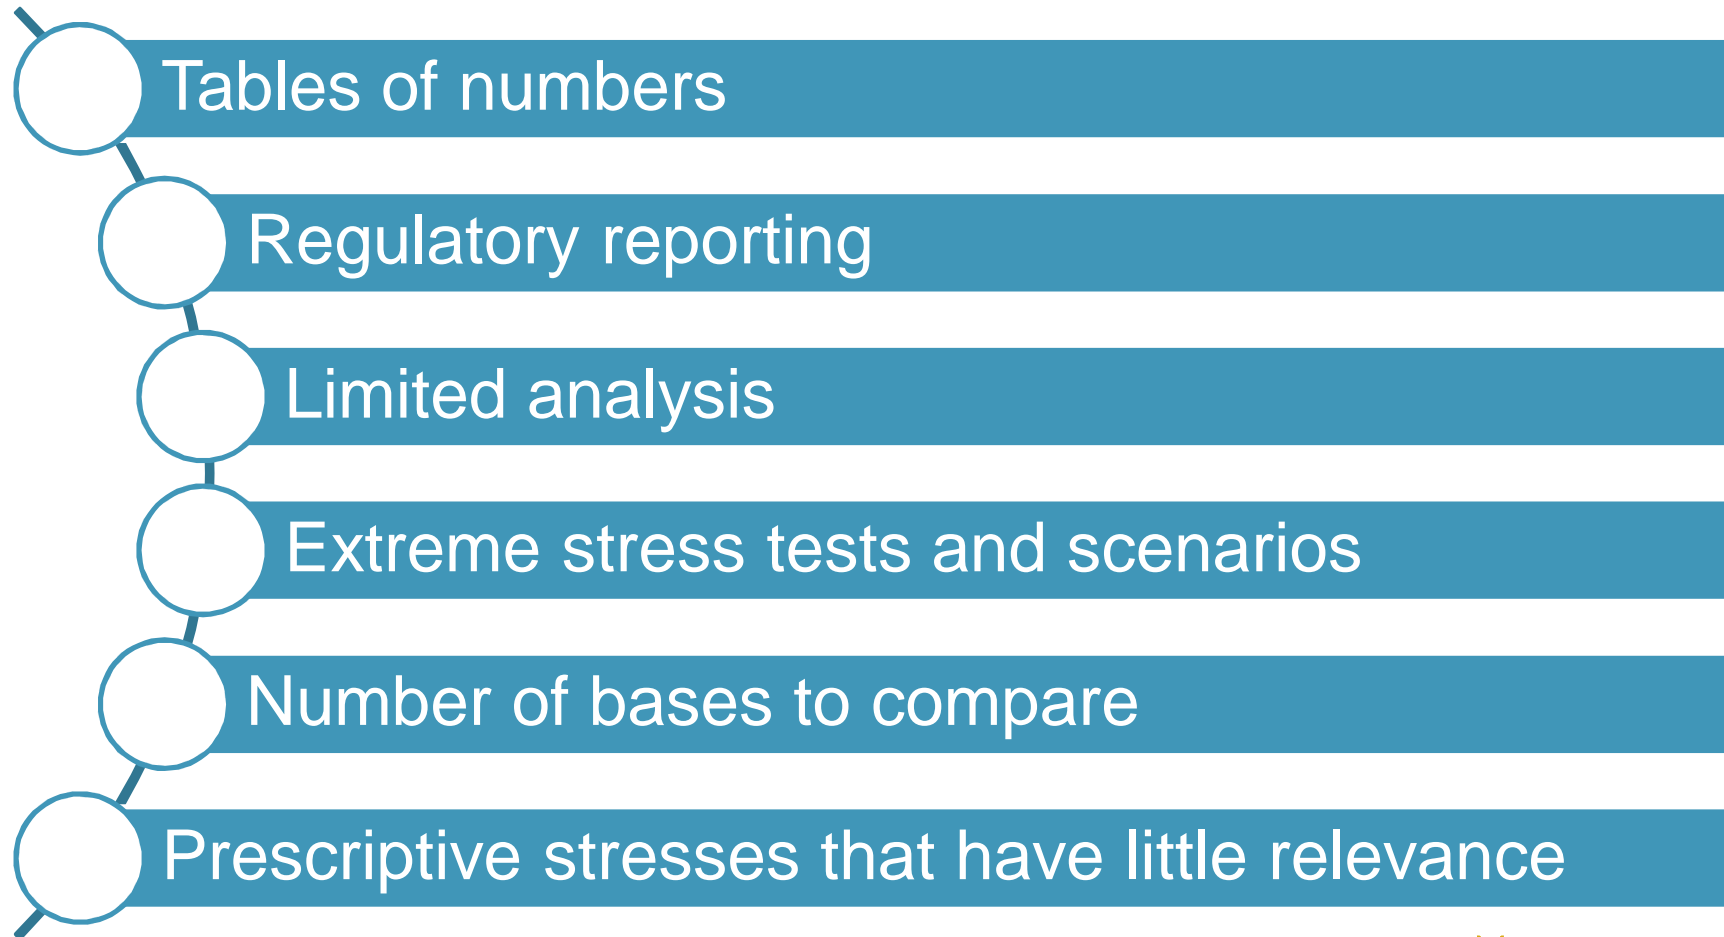 Tables of numbers
Regulatory reporting
Limited analysis
Extreme stress tests and scenarios
Number of bases to compare
Prescriptive stresses that have little relevance